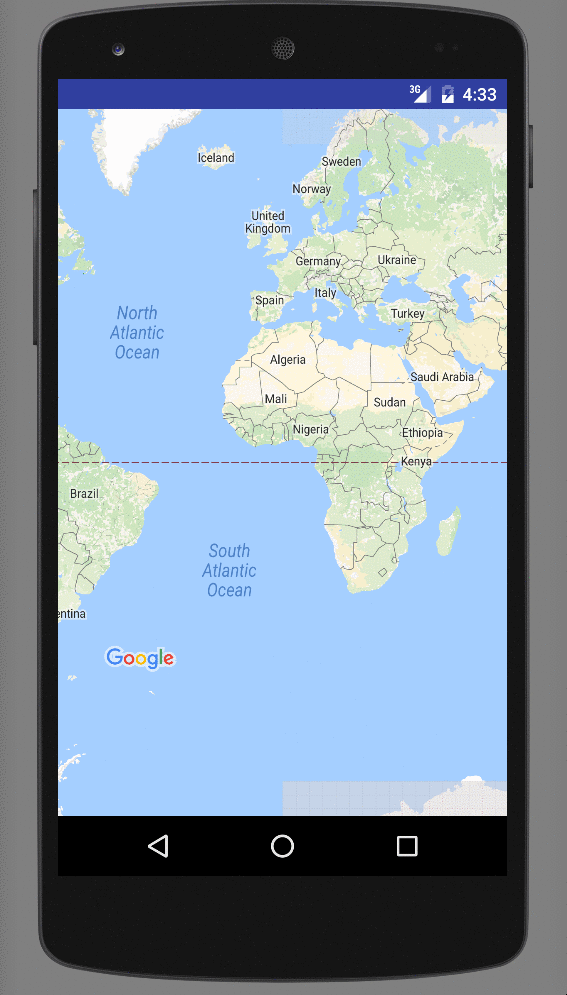 3G 4:33
Iceland
Sweden
Norway
United
Kingdom
Germany
Ukraine
Spain
Italy
Turkey
North
Atlantic
Ocean
Algeria
Saudi Arabia
Mali
Sudan
Nigeria
Ethiopia
Kenya
Brazil
South
Atlantic
Ocean
entina
Google